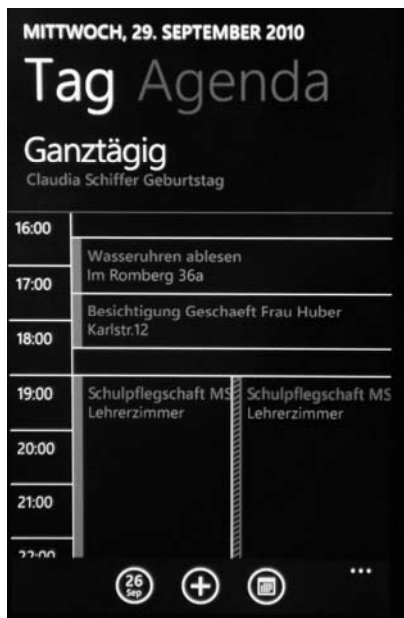 MITTWOCH, 29. SEPTEMBER 2010
Tag Agenda
Ganztägig
Claudia Schiffer Geburtstag
16:00
Wasseruhren ablesen
Im Romberg 36a
17:00
Besichtigung Geschaeft Frau Huber
Karlstr.12
18:00
19:00
Schulpflegschaft MS
Lehrerzimmer
Schulpflegschaft MS
Lehrerzimmer
20:00
21:00
22:00
26
Sep